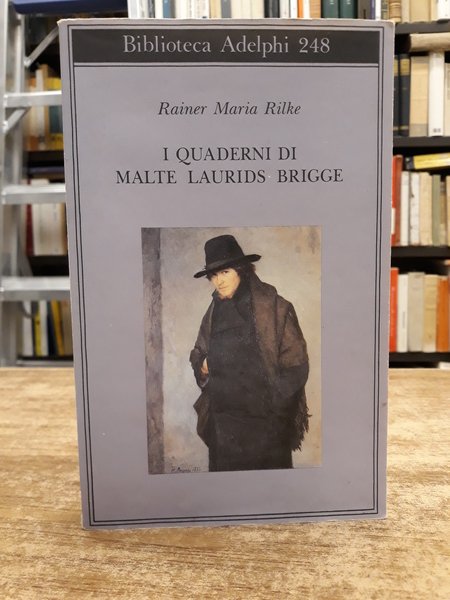 Biblioteca Adelphi 248
Rainer Maria Rilke
I QUADERNI DI
MALTE LAURIDS BRIGGE